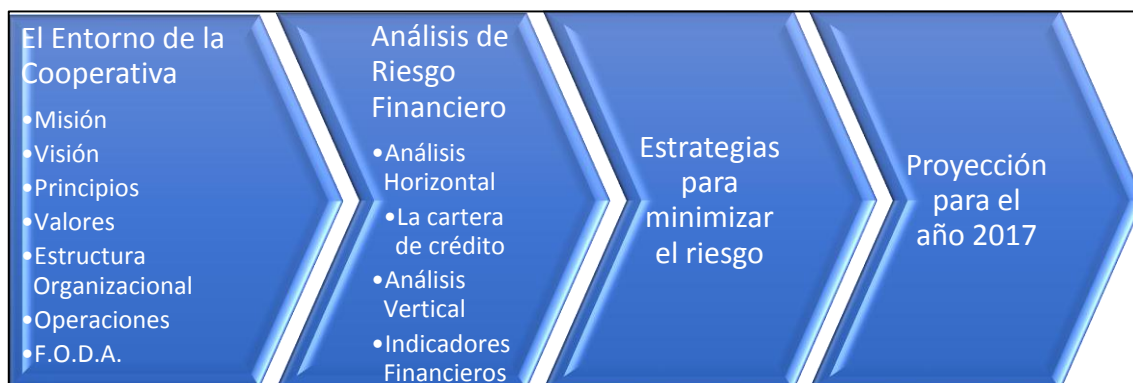 El Entorno de la
Cooperativa
•Misión
•Visión
•Principios
•Valores
•Estructura
Organizacional
•Operaciones
•F.O.D.A.
Análisis de
Riesgo
Financiero
•Análisis
Horizontal
•La cartera
de crédito
•Análisis
Vertical
•Indicadores
Financieros
Estrategias
para
minimizar
el riesgo
Proyección
para el
año 2017